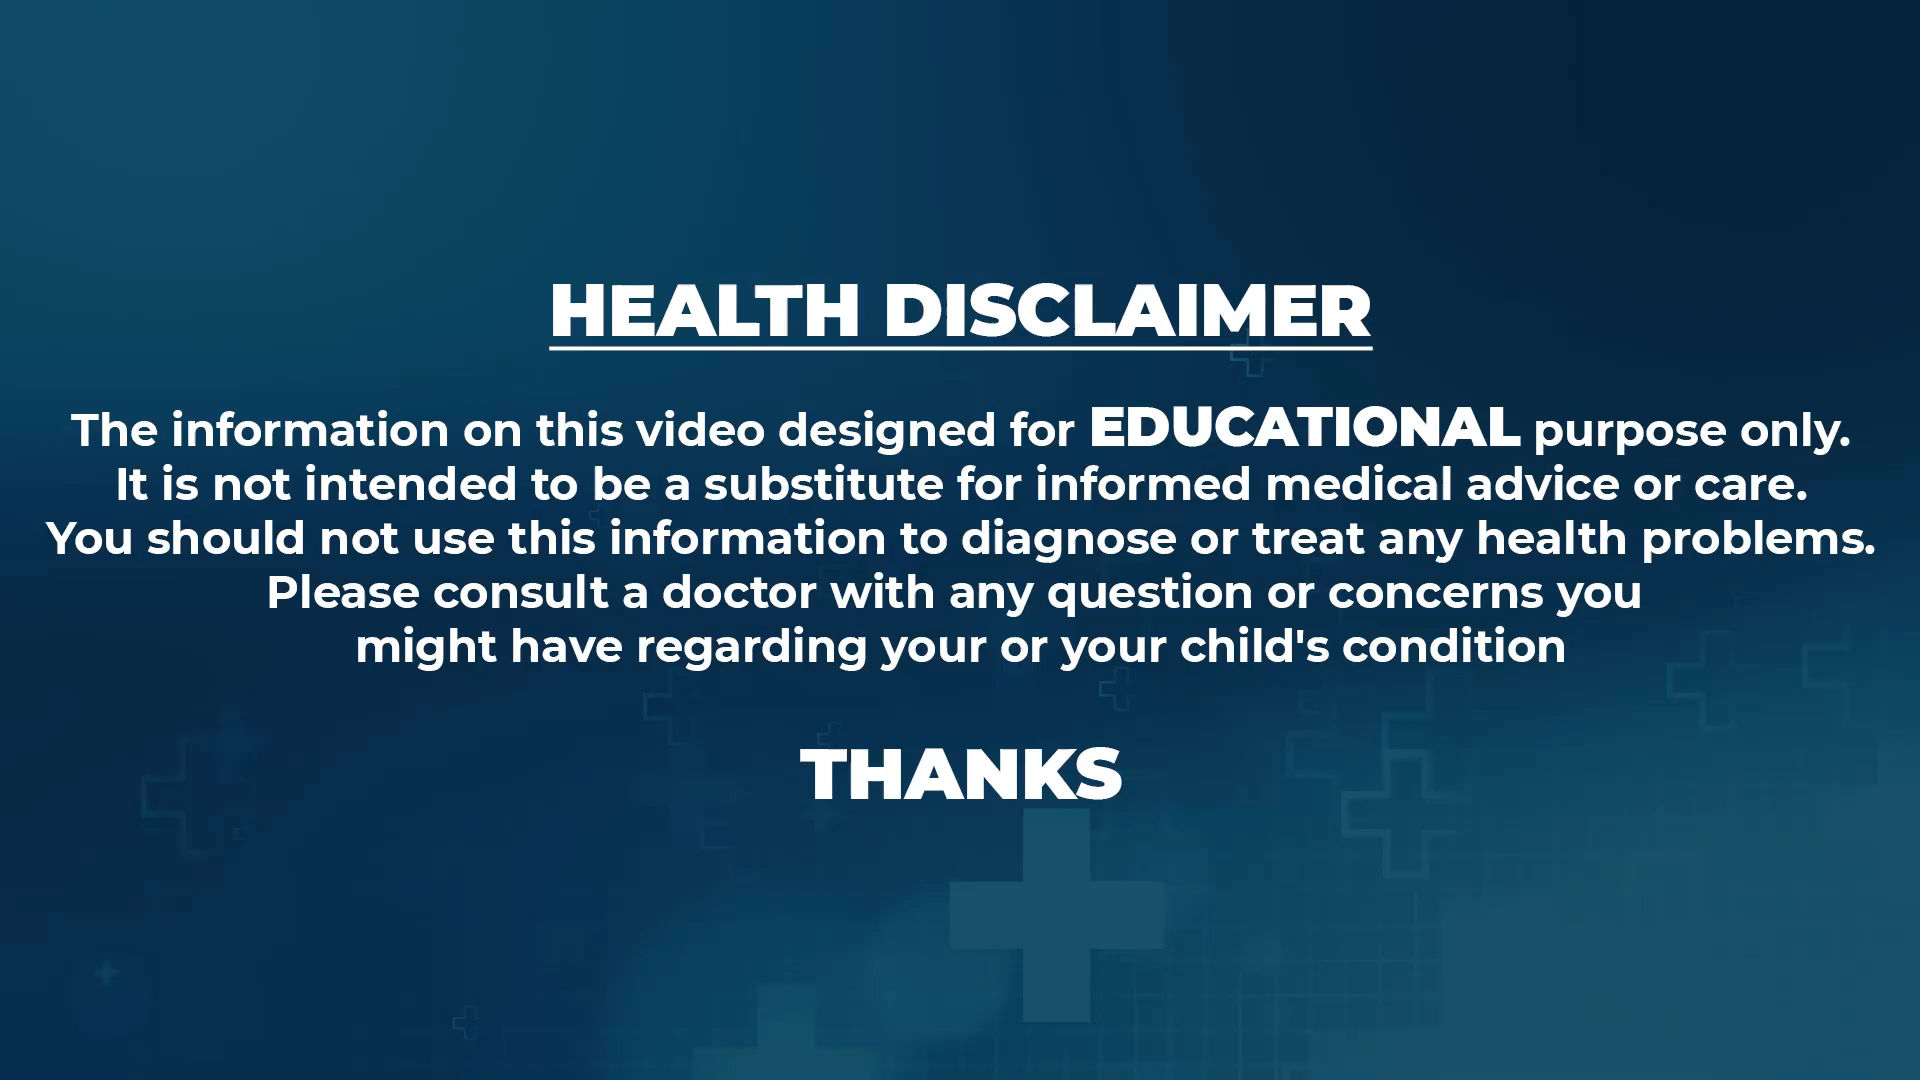 HEALTH DISCLAIMER
The information on this video designed for EDUCATIONAL purpose only.
It is not intended to be a substitute for informed medical advice or care.
You should not use this information to diagnose or treat any health problems.
Please consult a doctor with any question or concerns you
might have regarding your or your child's condition
THANKS